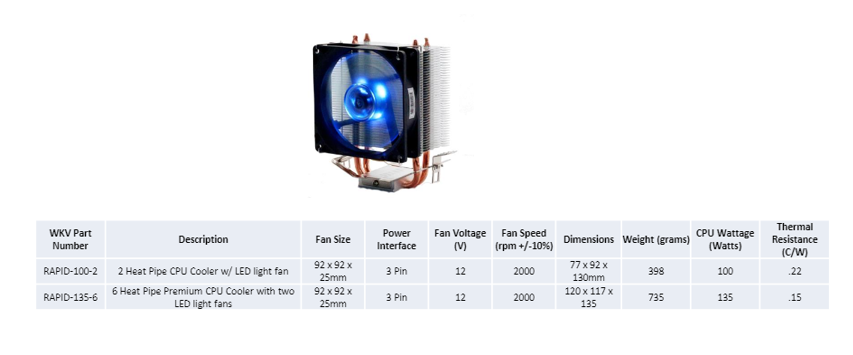 WKV Part Number Description Fan Size Power Interface Fan Voltage (V) Fan Speed (rpm +/-10%) Dimensions Weight (grams) CPU Wattage (Watts) Thermal Resistance (C/W)
RAPID-100-2 2 Heat Pipe CPU Cooler w/ LED light fan 92 x 92 x 25mm 3 Pin 12 2000 77 x 92 x 130mm 398 100 .22
RAPID-135-6 6 Heat Pipe Premium CPU Cooler with two LED light fans 92 x 92 x 25mm 3 Pin 12 2000 120 x 117 x 135 735 135 .15